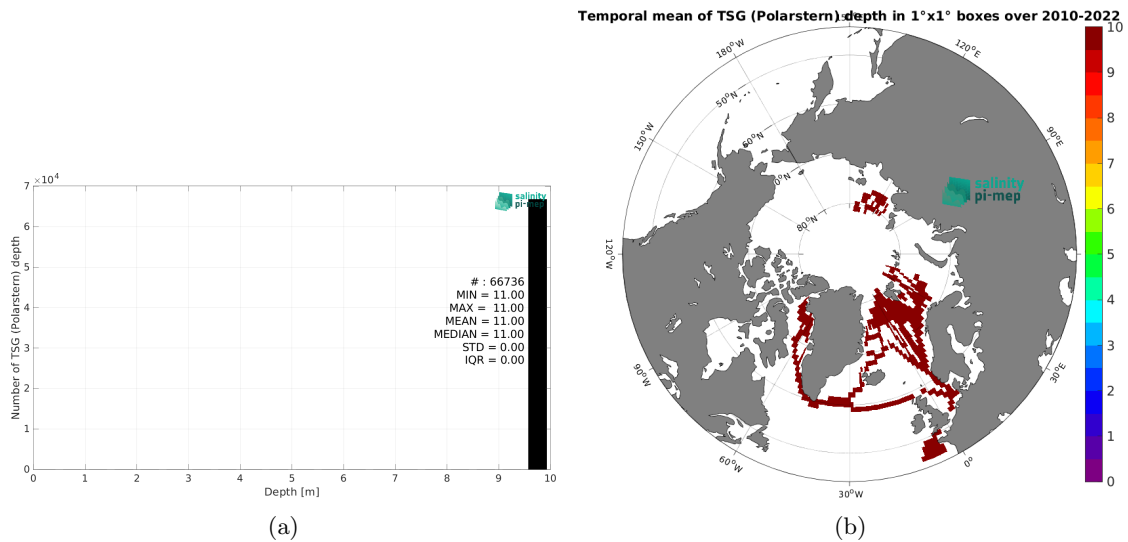 ×10⁴
7
6
5
4
3
2
1
0
Number of TSG (Polarstern) depth
salinity
pi-mep
# : 66736
MIN = 11.00
MAX = 11.00
MEAN = 11.00
MEDIAN = 11.00
STD = 0.00
IQR = 0.00
0 1 2 3 4 5 6 7 8 9 10
Depth [m]
(a)
Temporal mean of TSG (Polarstern) depth in 1°x1° boxes over 2010-2022
180°W
120°E
150°W
90°E
120°W
90°W
60°W
30°W
0°
30°E
50°N
60°N
0°N
80°N
salinity
pi-mep
10
9
8
7
6
5
4
3
2
1
0
(b)